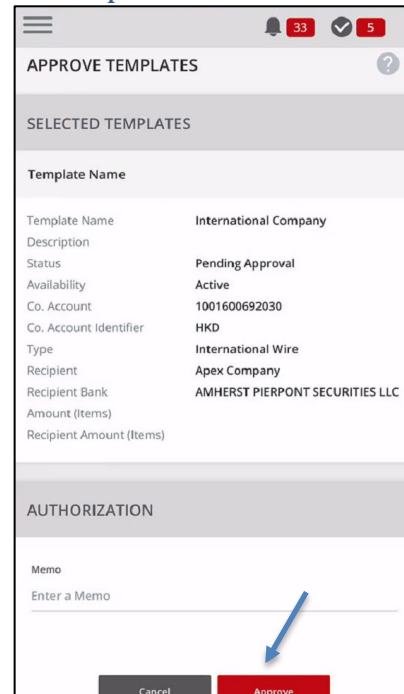 33 5
APPROVE TEMPLATES ?
SELECTED TEMPLATES
Template Name
Template Name International Company
Description
Status Pending Approval
Availability Active
Co. Account 1001600692030
Co. Account Identifier HKD
Type International Wire
Recipient Apex Company
Recipient Bank AMHERST PIERPONT SECURITIES LLC
Amount (Items)
Recipient Amount (Items)
AUTHORIZATION
Memo
Enter a Memo
Cancel Approve